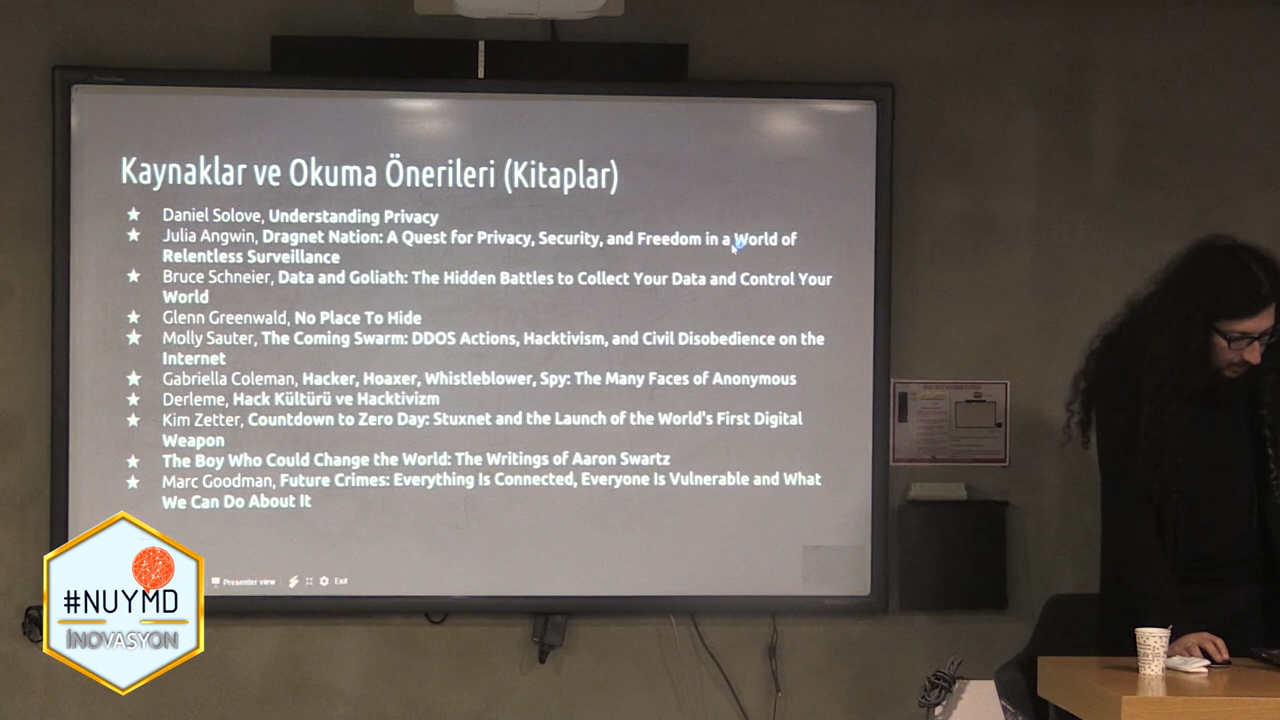 Kaynaklar ve Okuma Önerileri (Kitaplar)
★ Daniel Solove, Understanding Privacy
★ Julia Angwin, Dragnet Nation: A Quest for Privacy, Security, and Freedom in a World of
Relentless Surveillance
★ Bruce Schneier, Data and Goliath: The Hidden Battles to Collect Your Data and Control Your
World
★ Glenn Greenwald, No Place To Hide
★ Molly Sauter, The Coming Swarm: DDOS Actions, Hacktivism, and Civil Disobedience on the
Internet
★ Gabriella Coleman, Hacker, Hoaxer, Whistleblower, Spy: The Many Faces of Anonymous
★ Derleme, Hack Kültürü ve Hacktivizm
★ Kim Zetter, Countdown to Zero Day: Stuxnet and the Launch of the World's First Digital
Weapon
★ The Boy Who Could Change the World: The Writings of Aaron Swartz
★ Marc Goodman, Future Crimes: Everything Is Connected, Everyone Is Vulnerable and What
We Can Do About It
Presenter view Exit
#NUYMD
İNOVASYON